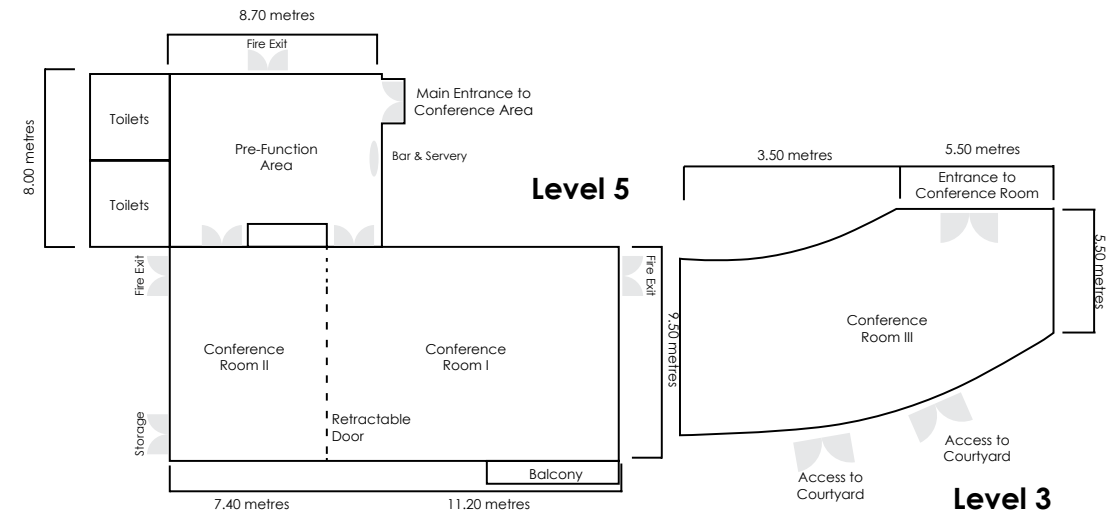 8.70 metres
Fire Exit
8.00 metres
Toilets
Toilets
Pre-Function
Area
Main Entrance to
Conference Area
Bar & Servery
Level 5
Fire Exit
Fire Exit
Conference
Room II
Conference
Room I
9.50 metres
Storage
Retractable
Door
Balcony
7.40 metres
11.20 metres
3.50 metres
5.50 metres
Entrance to
Conference Room
5.50 metres
Conference
Room III
Access to
Courtyard
Access to
Courtyard
Level 3